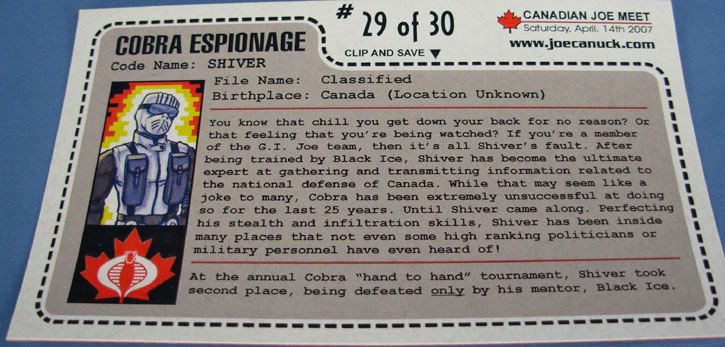 # 29 of 30
CANADIAN JOE MEET
Saturday, April. 14th 2007
www.joecanuck.com
CLIP AND SAVE ▼
COBRA ESPIONAGE
Code Name: SHIVER
File Name: Classified
Birthplace: Canada (Location Unknown)
You know that chill you get down your back for no reason? Or
that feeling that you're being watched? If you're a member
of the G.I. Joe team, then it's all Shiver's fault. After
being trained by Black Ice, Shiver has become the ultimate
expert at gathering and transmitting information related to
the national defense of Canada. While that may seem like a
joke to many, Cobra has been extremely unsuccessful at doing
so for the last 25 years. Until Shiver came along. Perfecting
his stealth and infiltration skills, Shiver has been inside
many places that not even some high ranking politicians or
military personnel have even heard of!
At the annual Cobra "hand to hand" tournament, Shiver took
second place, being defeated only by his mentor, Black Ice.